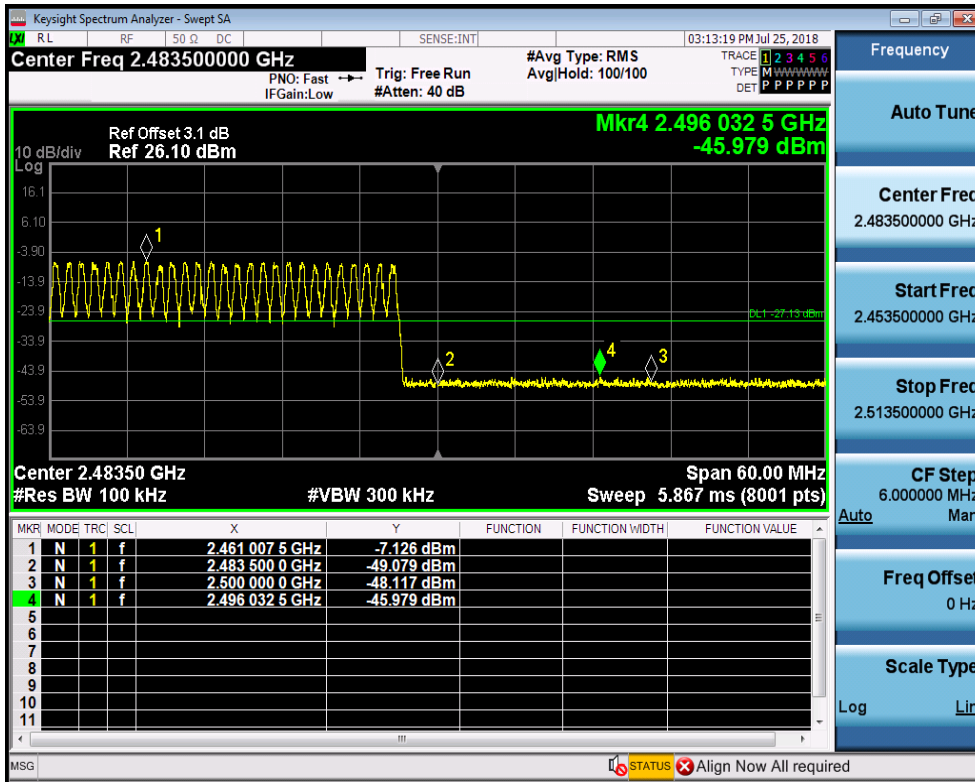 Keysight Spectrum Analyzer - Swept SA
LXI RL RF 50 Ω DC SENSE:INT 03:13:19 PM Jul 25, 2018
Center Freq 2.483500000 GHz
PNO: Fast
IFGain:Low
Trig: Free Run
#Atten: 40 dB
#Avg Type: RMS
Avg|Hold: 100/100
TRACE 1 2 3 4 5 6
TYPE M W W W W W
DET P P P P P P
Mkr4 2.496 032 5 GHz
-45.979 dBm
Ref Offset 3.1 dB
10 dB/div Ref 26.10 dBm
Log
16.1
6.10
-3.90
-13.9
-23.9
-33.9
-43.9
-53.9
-63.9
1
2
4
3
DL1 -27.13 dBm
Center 2.48350 GHz Span 60.00 MHz
#Res BW 100 kHz #VBW 300 kHz Sweep 5.867 ms (8001 pts)
MKR MODE TRC SCL X Y FUNCTION FUNCTION WIDTH FUNCTION VALUE
1 N 1 f 2.461 007 5 GHz -7.126 dBm
2 N 1 f 2.483 500 0 GHz -49.079 dBm
3 N 1 f 2.500 000 0 GHz -48.117 dBm
4 N 1 f 2.496 032 5 GHz -45.979 dBm
5
6
7
8
9
10
11
MSG STATUS Align Now All required
Frequency
Auto Tune
Center Freq
2.483500000 GHz
Start Freq
2.453500000 GHz
Stop Freq
2.513500000 GHz
CF Step
6.000000 MHz
Auto Man
Freq Offset
0 Hz
Scale Type
Log Lin